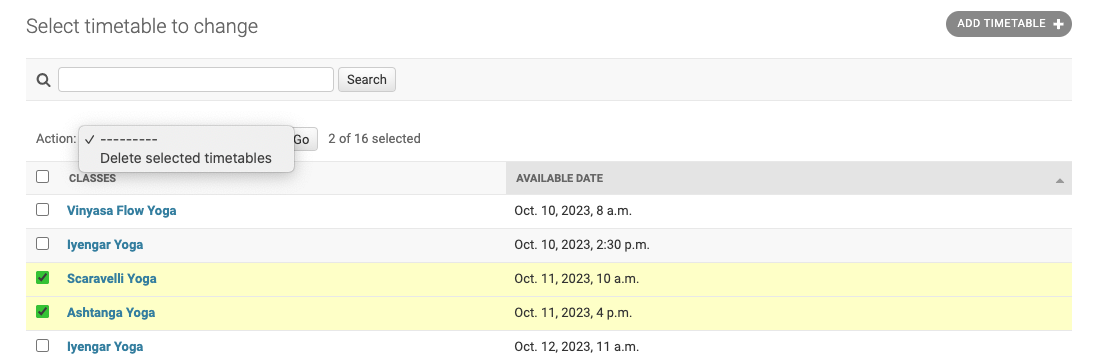 Select timetable to change
ADD TIMETABLE +
Search
Action: ✓ --------- Go 2 of 16 selected
Delete selected timetables
CLASSES AVAILABLE DATE
Vinyasa Flow Yoga Oct. 10, 2023, 8 a.m.
Iyengar Yoga Oct. 10, 2023, 2:30 p.m.
Scaravelli Yoga Oct. 11, 2023, 10 a.m.
Ashtanga Yoga Oct. 11, 2023, 4 p.m.
Iyengar Yoga Oct. 12, 2023, 11 a.m.